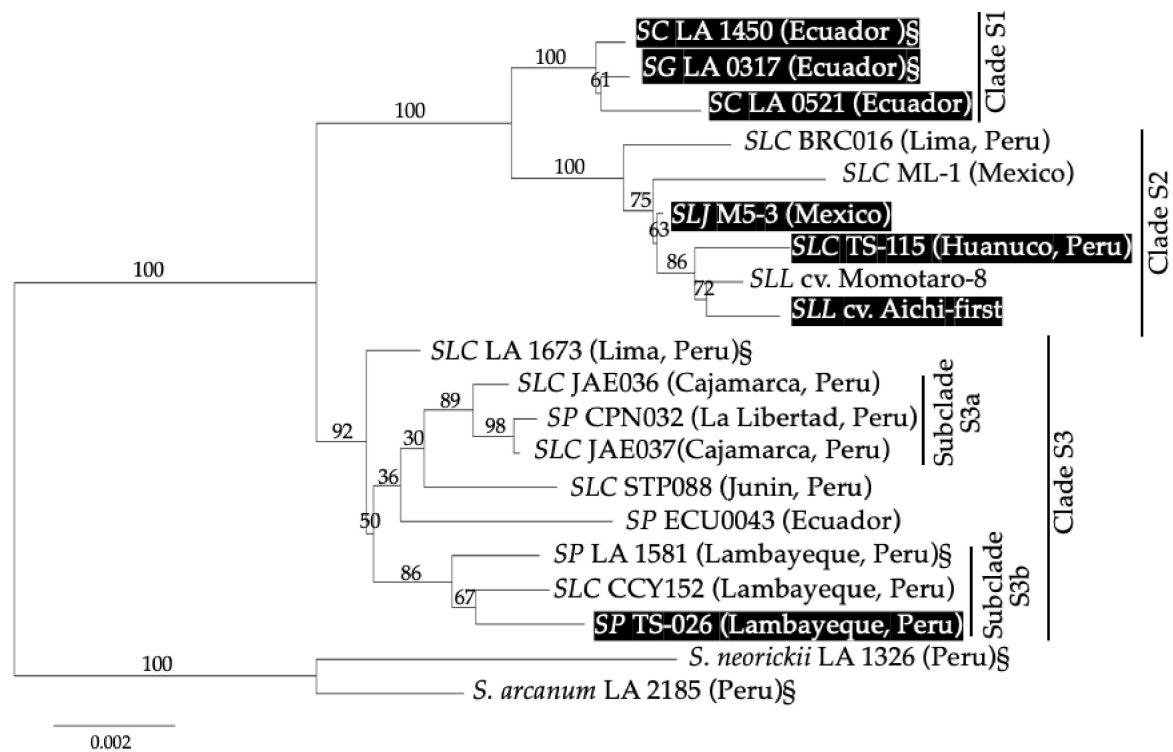 SC LA 1450 (Ecuador )§
100
SG LA 0317 (Ecuador)§
61
SC LA 0521 (Ecuador)
Clade S1
100
SLC BRC016 (Lima, Peru)
100
SLC ML-1 (Mexico)
75
SLJ M5-3 (Mexico)
63
SLC TS-115 (Huanuco, Peru)
86
SLL cv. Momotaro-8
72
SLL cv. Aichi-first
Clade S2
100
SLC LA 1673 (Lima, Peru)§
SLC JAE036 (Cajamarca, Peru)
89
SP CPN032 (La Libertad, Peru)
98
SLC JAE037(Cajamarca, Peru)
Subclade
S3a
92
30
SLC STP088 (Junin, Peru)
36
SP ECU0043 (Ecuador)
50
SP LA 1581 (Lambayeque, Peru)§
86
SLC CCY152 (Lambayeque, Peru)
67
SP TS-026 (Lambayeque, Peru)
Subclade
S3b
Clade S3
100
S. neorickii LA 1326 (Peru)§
S. arcanum LA 2185 (Peru)§
0.002